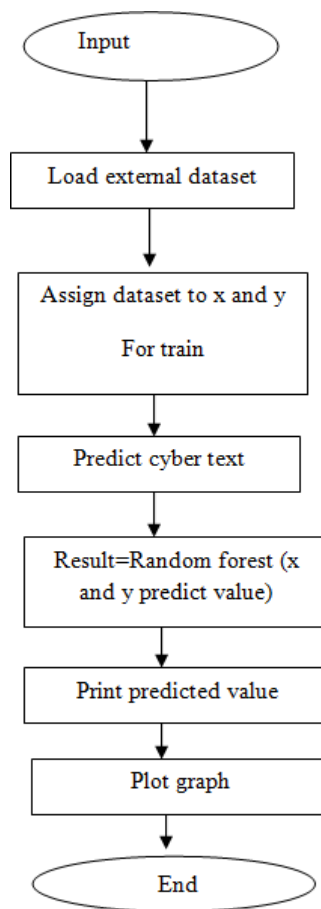 Input
Load external dataset
Assign dataset to x and y
For train
Predict cyber text
Result=Random forest (x
and y predict value)
Print predicted value
Plot graph
End